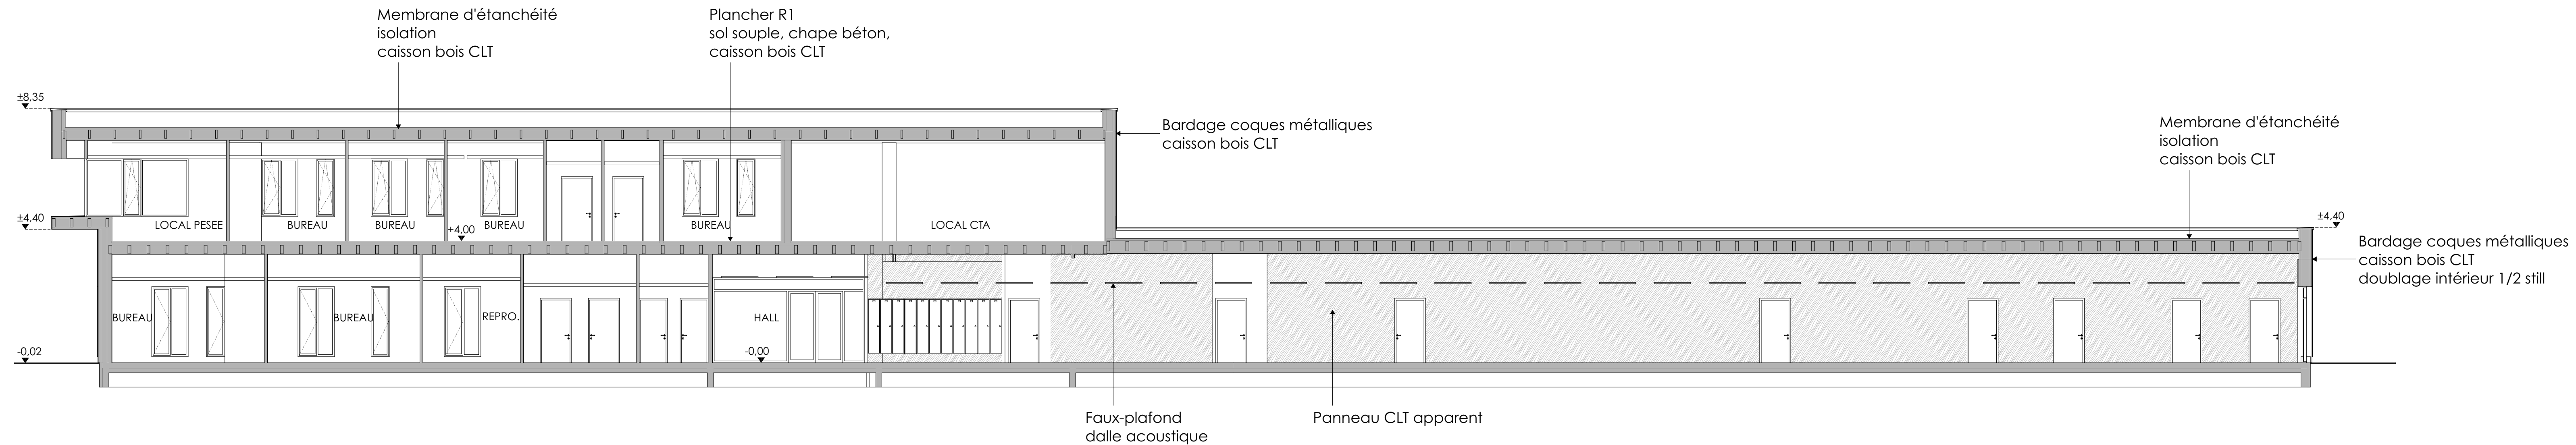 Membrane d'étanchéité
isolation
caisson bois CLT
Plancher R1
sol souple, chape béton,
caisson bois CLT
±8,35
Bardage coques métalliques
caisson bois CLT
Membrane d'étanchéité
isolation
caisson bois CLT
±4,40
LOCAL PESEE
BUREAU
BUREAU
BUREAU
BUREAU
LOCAL CTA
+4,00
±4,40
Bardage coques métalliques
caisson bois CLT
doublage intérieur 1/2 still
BUREAU
BUREAU
REPRO.
HALL
-0,02
-0,00
Faux-plafond
dalle acoustique
Panneau CLT apparent